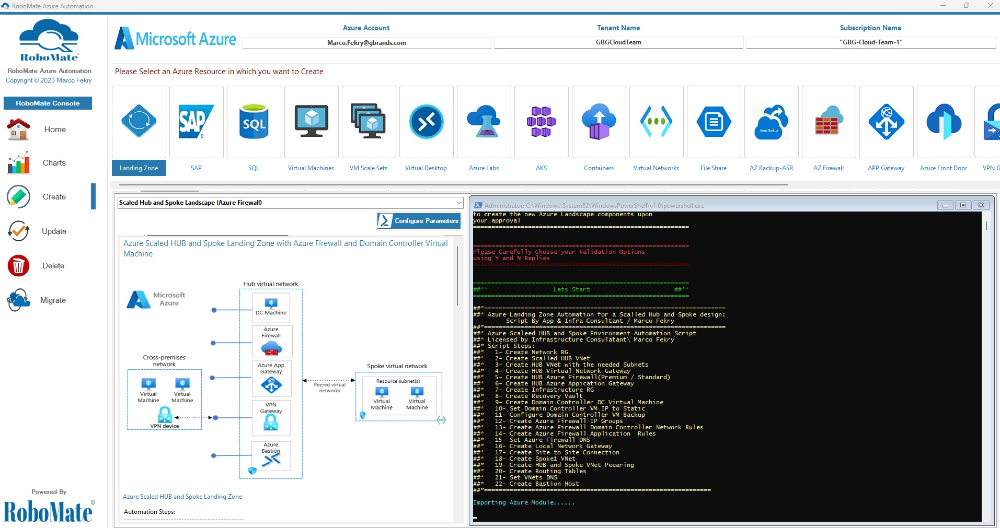 RoboMate Azure Automation
RoboMate
RoboMate Azure Automation
Copyright © 2023 Marco Fekry
RoboMate Console
Home
Charts
Create
Update
Delete
Migrate
Powered By
RoboMate©
Microsoft Azure
Azure Account
Marco.Fekry@gbrands.com
Tenant Name
GBGCloudTeam
Subscription Name
"GBG-Cloud-Team-1"
Please Select an Azure Resource in which you want to Create
SAP
SQL
Azure Backup
Landing Zone
SAP
SQL
Virtual Machines
VM Scale Sets
Virtual Desktop
Azure Labs
AKS
Containers
Virtual Networks
File Share
AZ Backup-ASR
AZ Firewall
APP Gateway
Azure Front Door
VPN G
Scaled Hub and Spoke Landscape (Azure Firewall)
Configure Parameters
Azure Scaled HUB and Spoke Landing Zone with Azure Firewall and Domain Controller Virtual
Machine
Microsoft
Azure
Hub virtual network
DC Machine
Azure
Firewall
Azure App
Gateway
VPN
Gateway
Azure
Bastion
Cross-premises
network
Virtual
Machine
Virtual
Machine
VPN device
Peered virtual
networks
Spoke virtual network
Resource subnet(s)
Virtual
Machine
Virtual
Machine
Azure Scaled HUB and Spoke Landing Zone
Automation Steps:
------------------------------------------------
Administrator: C:\Windows\System32\WindowsPowerShell\v1.0\powershell.exe
to create the new Azure Landscape components upon
your approval
===========================================================
===========================================================
Please Carefully Chosse your Validation Options
using Y and N Replies
===========================================================
===========================================================
##** Lets Start ##**
===========================================================
##*==================================================================
##* Azure Landing Zone Automation for a Scalled Hub and Spoke design:
Script By App & Infra Consultant / Marco Fekry
##*==================================================================
##* Azure Scaleed HUB and Spoke Environment Automation Script
##* Licensed by Infrastructure Consulatant\ Marco Fekry
##* Script Steps:
##* 1- Create Network RG
##* 2- Create Scalled HUB VNet
##* 3- Create HUB VNet with the needed Subnets
##* 4- Create HUB Virtual Network Gateway
##* 5- Create HUB Azure Firewall(Premium / Standard)
##* 6- Create HUB Azure Appication Gateway
##* 7- Create Infrastructure RG
##* 8- Create Recovery Vault
##* 9- Create Domain Controller DC Virtual Machine
##* 10- Set Domain Controller VM IP to Static
##* 11- Configure Domain Controller VM Backup
##* 12- Create Azure Firewall IP Groups
##* 13- Create Azure Firewall Domain Controller Network Rules
##* 14- Create Azure Firewall Application Rules
##* 15- Set Azure Firewall DNS
##* 16- Create Local Network Gateway
##* 17- Create Site to Site Connection
##* 18- Create Spoke1 VNet
##* 19- Create HUB and Spoke VNet Peearing
##* 20- Create Routing Tables
##* 21- Set VNets DNS
##* 22- Create Bastion Host
##*==============================================================
Importing Azure Module......